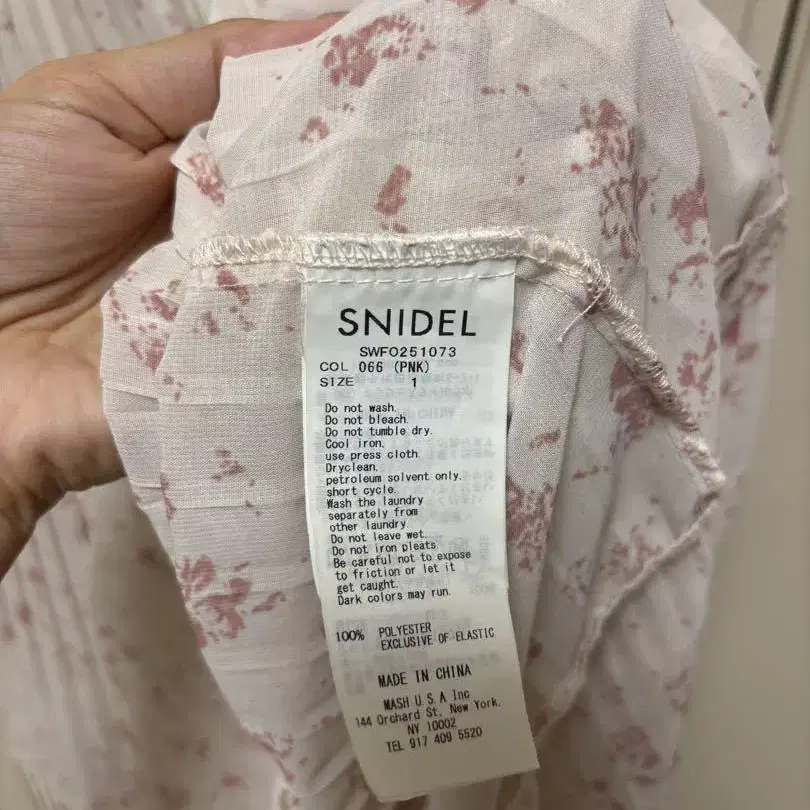 SNIDEL
SWFO251073
COL 066 (PNK)
SIZE 1
Do not wash.
Do not bleach.
Do not tumble dry.
Cool iron.
use press cloth.
Dryclean.
petroleum solvent only.
short cycle.
Wash the laundry
separately from
other laundry.
Do not leave wet.
Do not iron pleats.
Be careful not to expose
to friction or let it
get caught.
Dark colors may run.
100% POLYESTER
EXCLUSIVE OF ELASTIC
MADE IN CHINA
MASH U.S.A Inc
144 Orchard St. New York.
NY 10002
TEL 917 409 5520